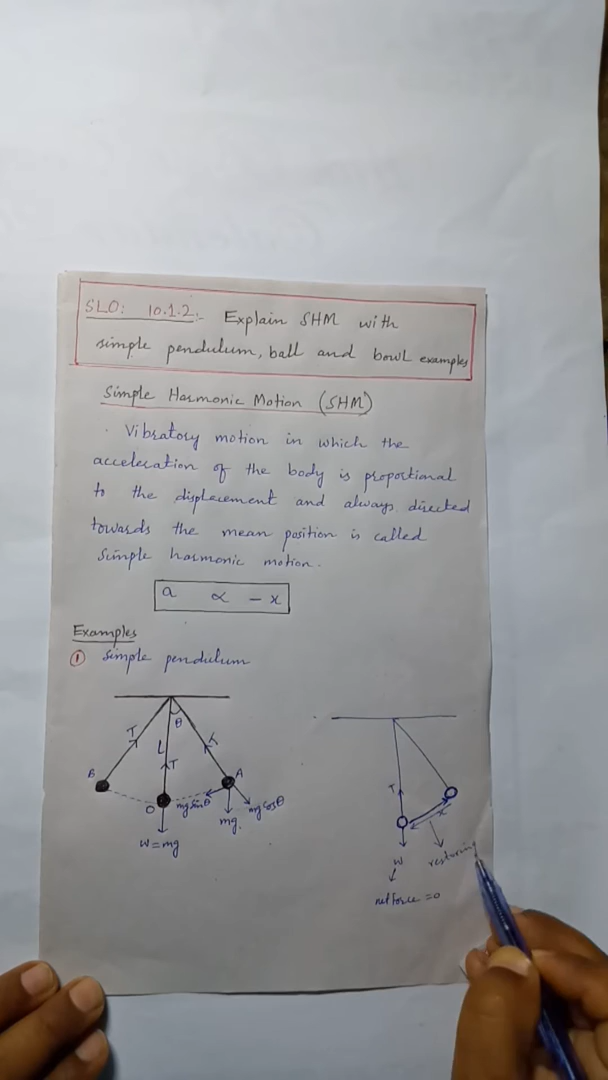 SLO: 10.1.2:- Explain SHM with
simple pendulum, ball and bowl examples
Simple Harmonic Motion (SHM)
Vibratory motion in which the
acceleration of the body is proportional
to the displacement and always directed
towards the mean position is called
simple harmonic motion.
a ∝ - x
Examples
① Simple pendulum
θ
T
L
T
T
B
O
A
mg sinθ
mg
mg cosθ
W = mg
T
x
W
restoring
net force = 0